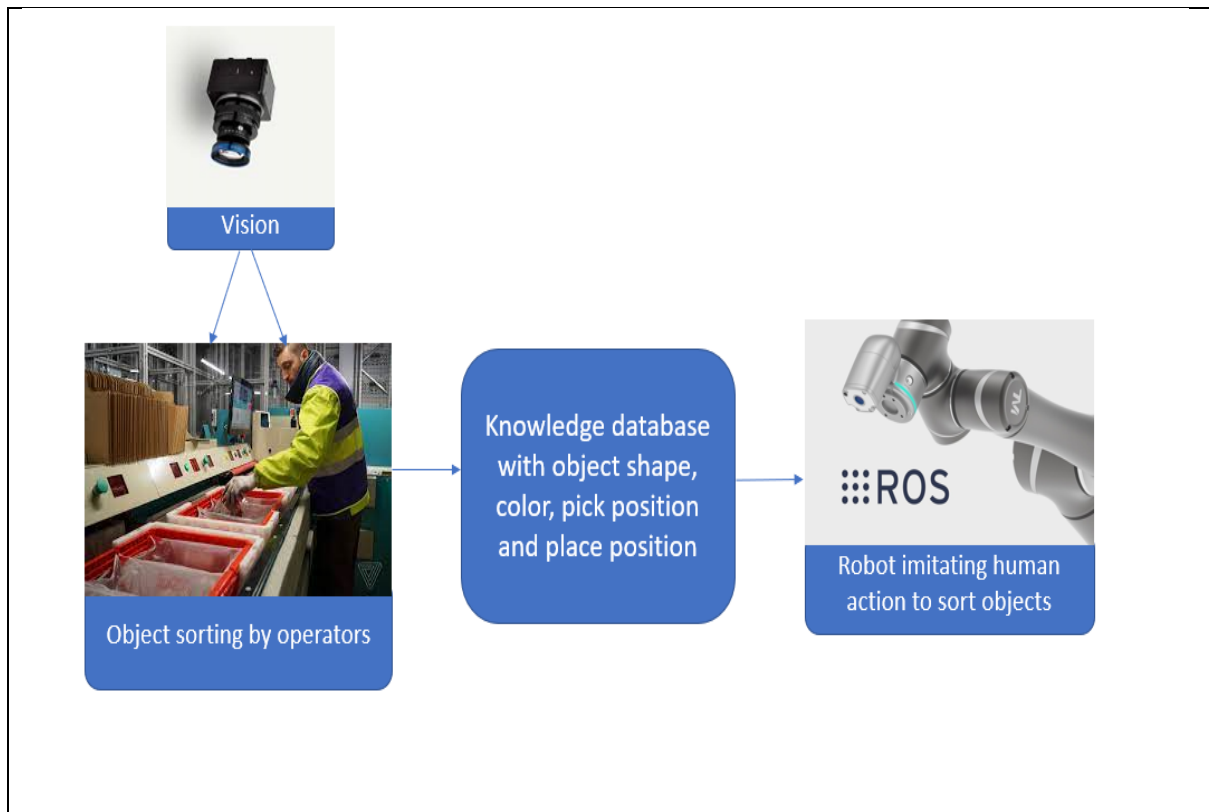 Vision
Object sorting by operators
Knowledge database
with object shape,
color, pick position
and place position
TM
ROS
Robot imitating human
action to sort objects